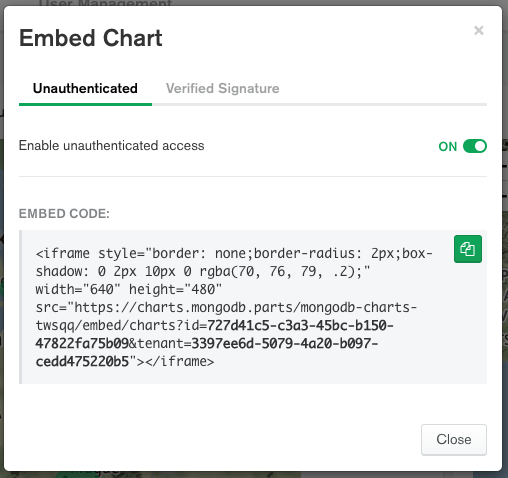 User Management
Embed Chart
×
Unauthenticated Verified Signature
Enable unauthenticated access ON
EMBED CODE:
<iframe style="border: none;border-radius: 2px;box-
shadow: 0 2px 10px 0 rgba(70, 76, 79, .2);"
width="640" height="480"
src="https://charts.mongodb.parts/mongodb-charts-
twsqq/embed/charts?id=727d41c5-c3a3-45bc-b150-
47822fa75b09&tenant=3397ee6d-5079-4a20-b097-
cedd475220b5"></iframe>
Close